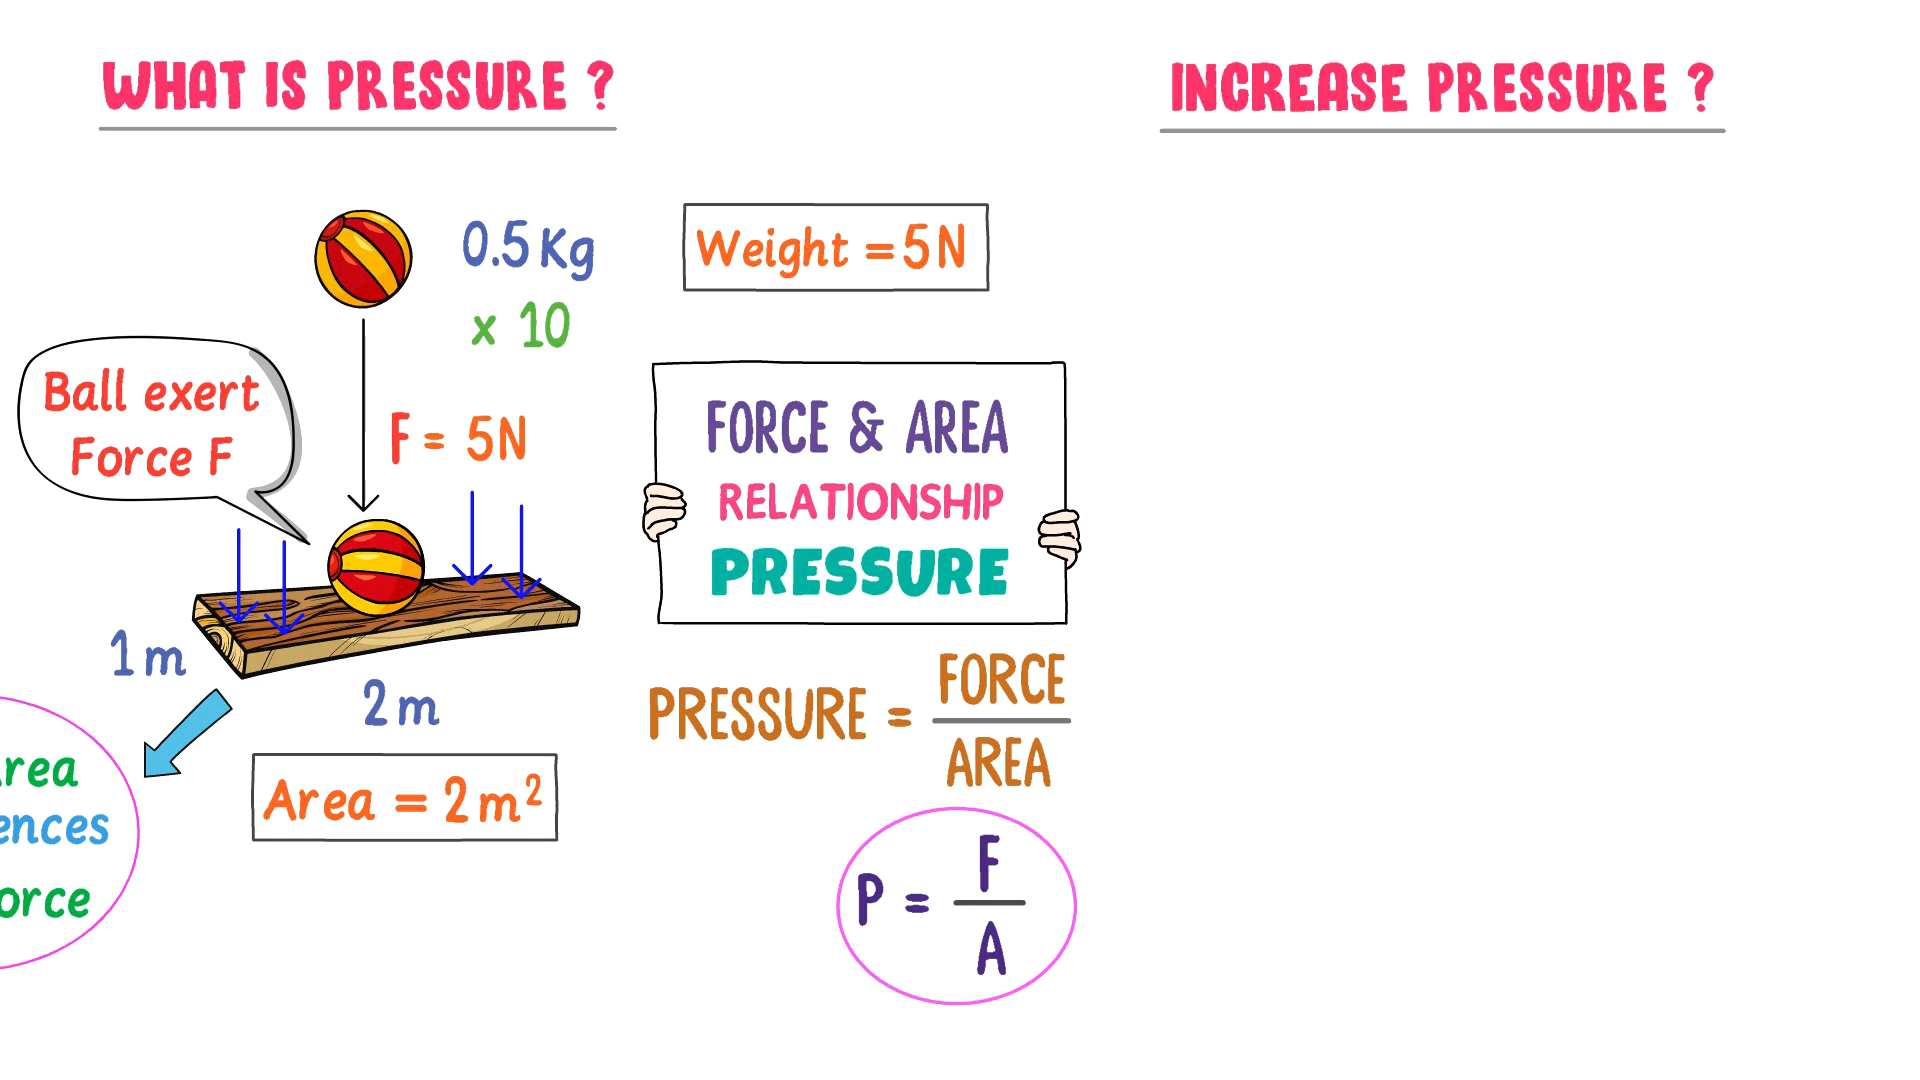 WHAT IS PRESSURE ?
INCREASE PRESSURE ?
0.5 Kg
x 10
Weight = 5N
Ball exert
Force F
F = 5N
FORCE & AREA
RELATIONSHIP
PRESSURE
1 m
2 m
Area = 2 m²
PRESSURE = FORCE / AREA
P = F / A